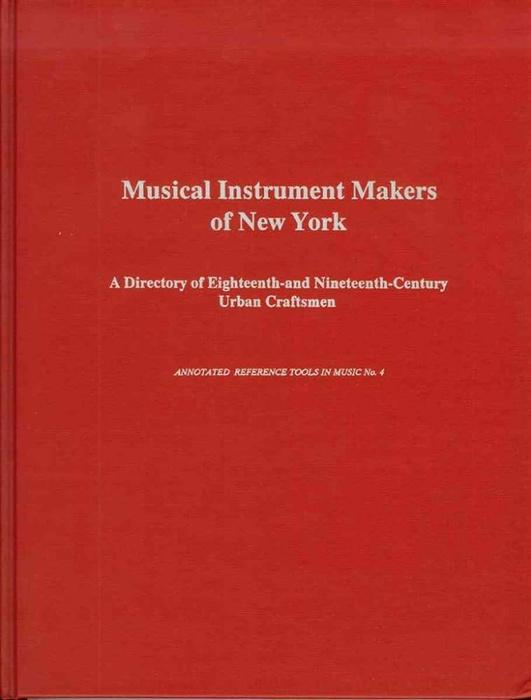 Musical Instrument Makers
of New York
A Directory of Eighteenth-and Nineteenth-Century
Urban Craftsmen
ANNOTATED REFERENCE TOOLS IN MUSIC No. 4